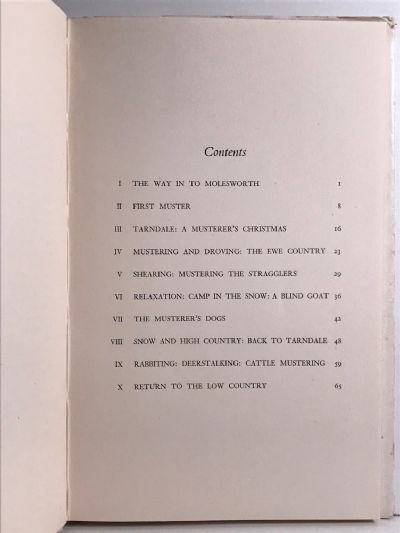 Contents
I THE WAY IN TO MOLESWORTH 1
II FIRST MUSTER 8
III TARNDALE: A MUSTERER'S CHRISTMAS 16
IV MUSTERING AND DROVING: THE EWE COUNTRY 23
V SHEARING: MUSTERING THE STRAGGLERS 29
VI RELAXATION: CAMP IN THE SNOW: A BLIND GOAT 36
VII THE MUSTERER'S DOGS 42
VIII SNOW AND HIGH COUNTRY: BACK TO TARNDALE 48
IX RABBITING: DEERSTALKING: CATTLE MUSTERING 59
X RETURN TO THE LOW COUNTRY 65